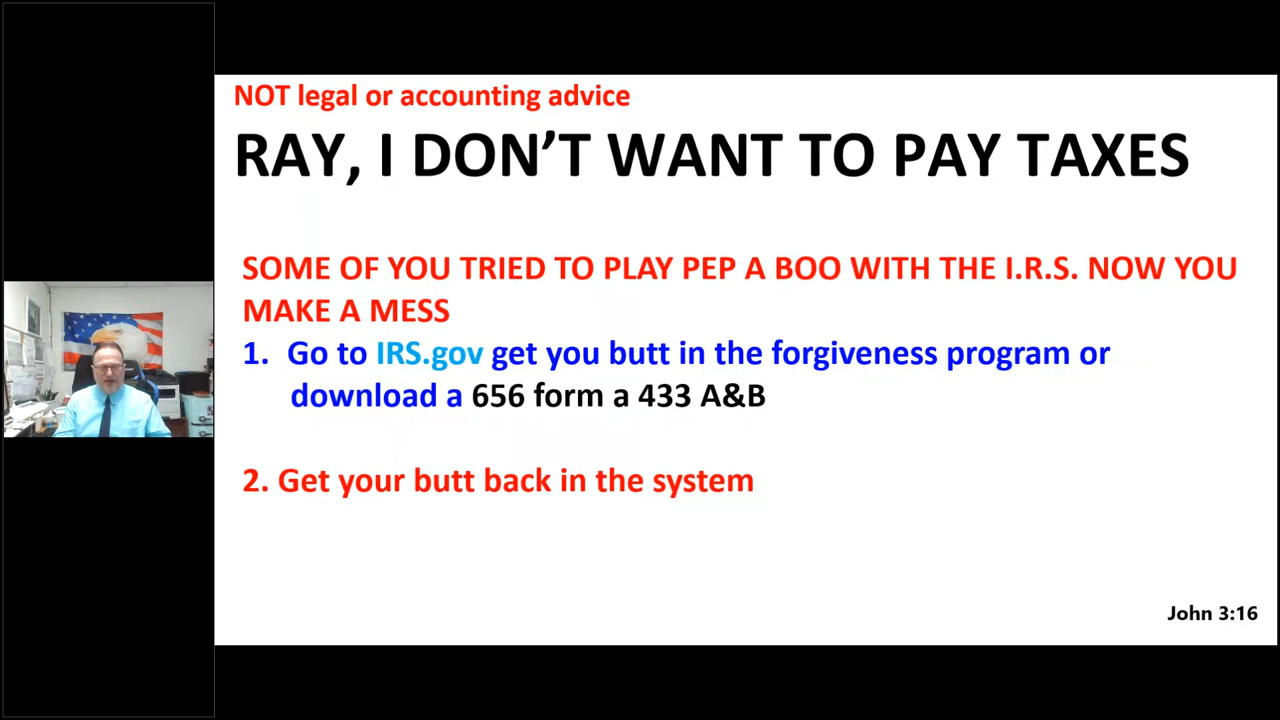 NOT legal or accounting advice
RAY, I DON’T WANT TO PAY TAXES
SOME OF YOU TRIED TO PLAY PEP A BOO WITH THE I.R.S. NOW YOU
MAKE A MESS
1. Go to IRS.gov get you butt in the forgiveness program or
download a 656 form a 433 A&B
2. Get your butt back in the system
John 3:16